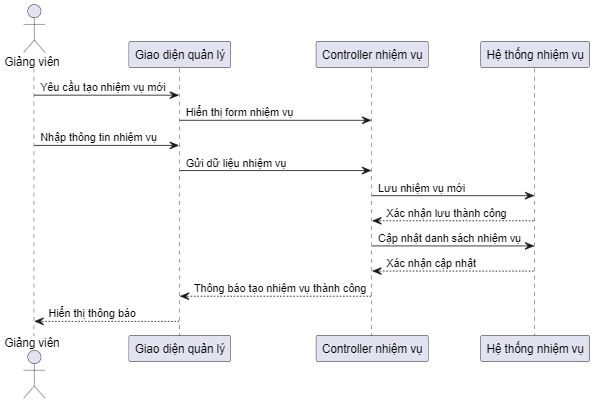 Giảng viên
Giao diện quản lý
Controller nhiệm vụ
Hệ thống nhiệm vụ
Yêu cầu tạo nhiệm vụ mới
Hiển thị form nhiệm vụ
Nhập thông tin nhiệm vụ
Gửi dữ liệu nhiệm vụ
Lưu nhiệm vụ mới
Xác nhận lưu thành công
Cập nhật danh sách nhiệm vụ
Xác nhận cập nhật
Thông báo tạo nhiệm vụ thành công
Hiển thị thông báo
Giảng viên
Giao diện quản lý
Controller nhiệm vụ
Hệ thống nhiệm vụ